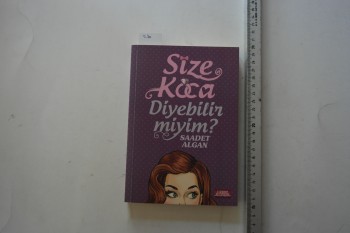 Size
Koca
Diyebilir
miyim?
SAADET
ALGAN